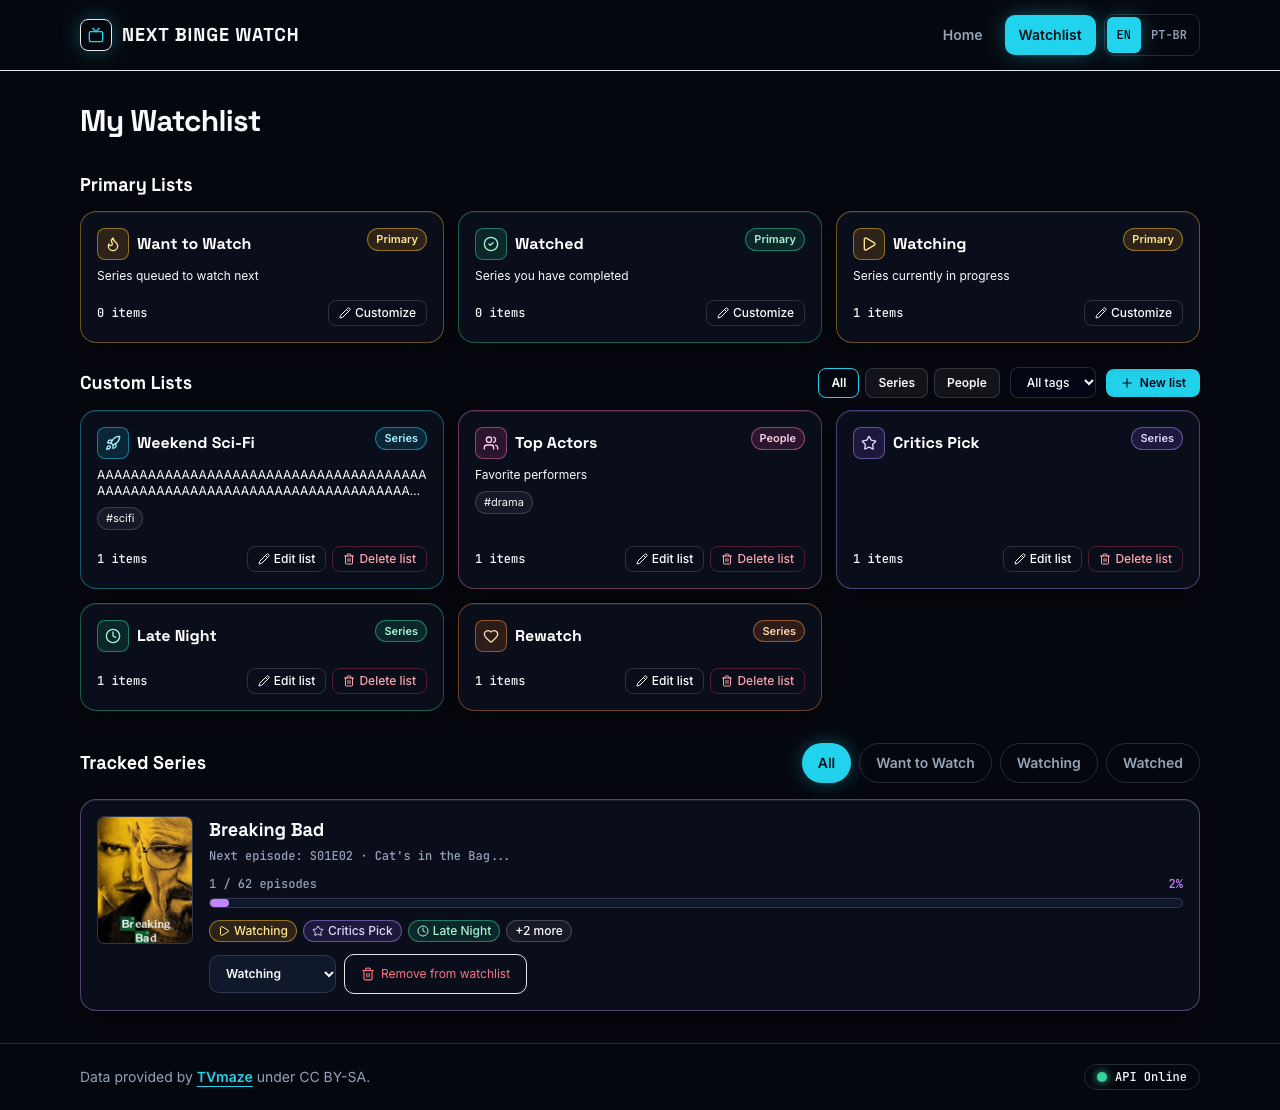 NEXT BINGE WATCH
Home
Watchlist
EN
PT-BR
My Watchlist
Primary Lists
Want to Watch
Primary
Series queued to watch next
0 items
Customize
Watched
Primary
Series you have completed
0 items
Customize
Watching
Primary
Series currently in progress
1 items
Customize
Custom Lists
All
Series
People
All tags
New list
Weekend Sci-Fi
Series
AAAAAAAAAAAAAAAAAAAAAAAAAAAAAAAAAAAAAAA
AAAAAAAAAAAAAAAAAAAAAAAAAAAAAAAAAAAAA...
#scifi
1 items
Edit list
Delete list
Top Actors
People
Favorite performers
#drama
1 items
Edit list
Delete list
Critics Pick
Series
1 items
Edit list
Delete list
Late Night
Series
1 items
Edit list
Delete list
Rewatch
Series
1 items
Edit list
Delete list
Tracked Series
All
Want to Watch
Watching
Watched
Breaking
Bad
Breaking Bad
Next episode: S01E02 · Cat's in the Bag...
1 / 62 episodes
2%
Watching
Critics Pick
Late Night
+2 more
Watching
Remove from watchlist
Data provided by TVmaze under CC BY-SA.
API Online